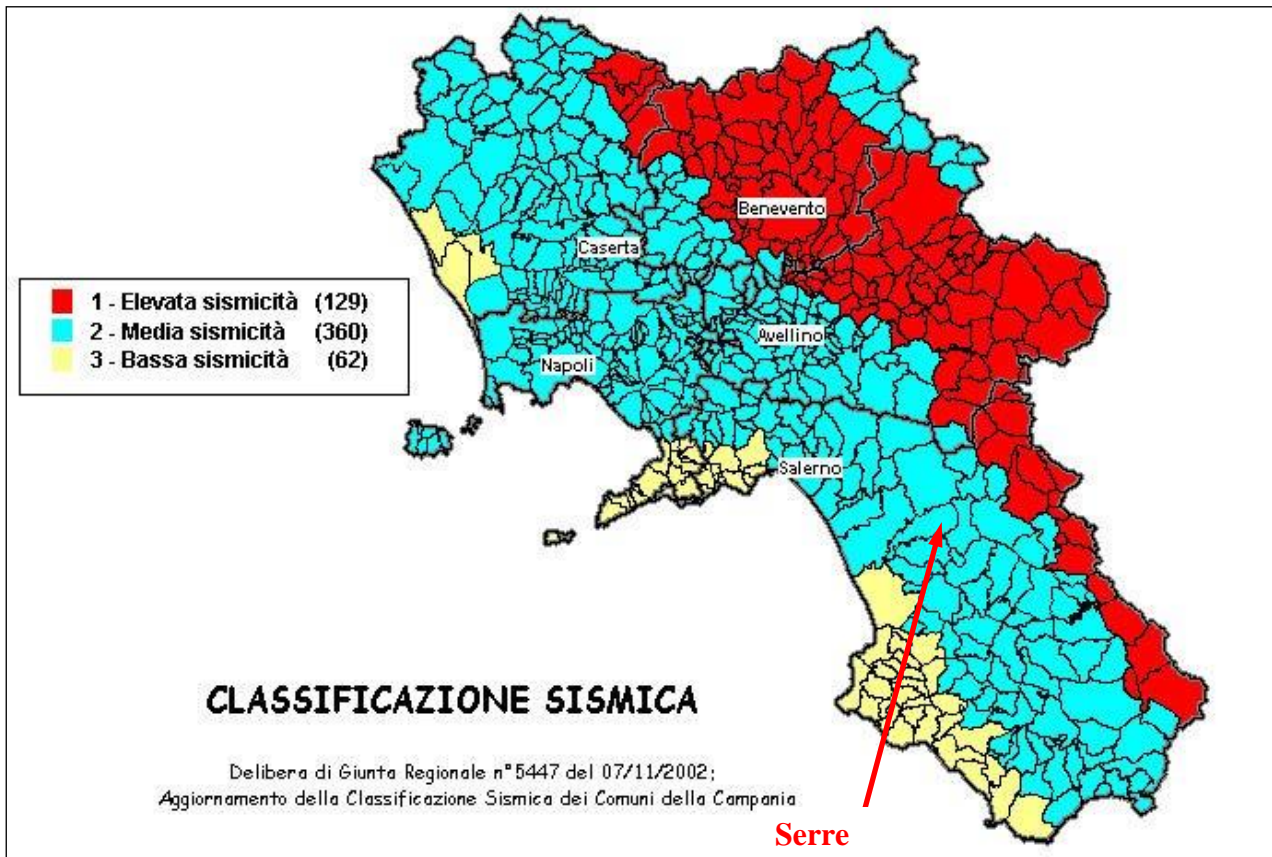 Benevento
Caserta
1 - Elevata sismicità (129)
2 - Media sismicità (360)
3 - Bassa sismicità (62)
Avellino
Napoli
Salerno
CLASSIFICAZIONE SISMICA
Delibera di Giunta Regionale n°5447 del 07/11/2002;
Aggiornamento della Classificazione Sismica dei Comuni della Campania
Serre